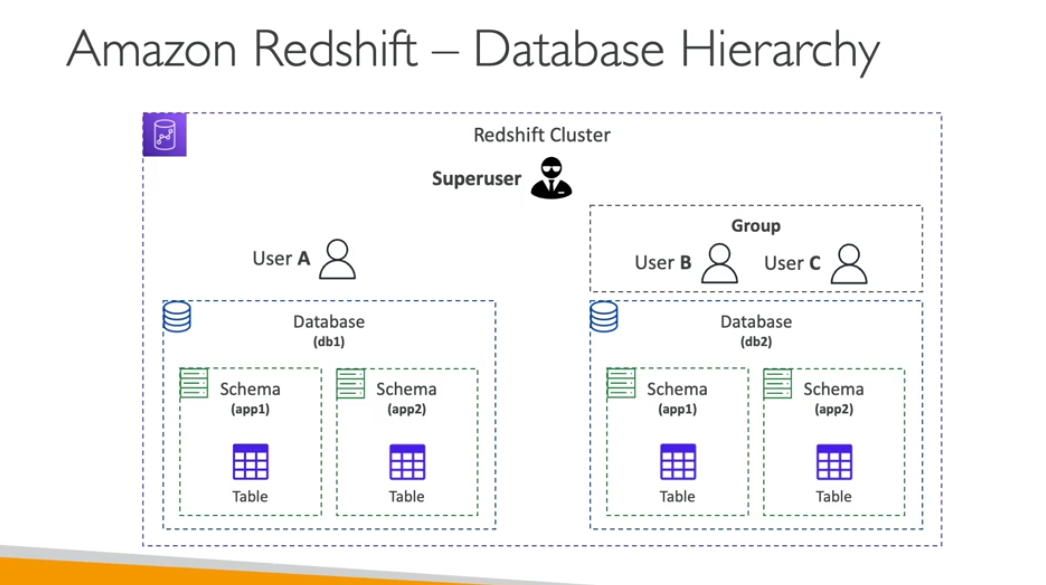 Amazon Redshift – Database Hierarchy
Redshift Cluster
Superuser
Group
User A
User B
User C
Database
(db1)
Schema
(app1)
Table
Schema
(app2)
Table
Database
(db2)
Schema
(app1)
Table
Schema
(app2)
Table